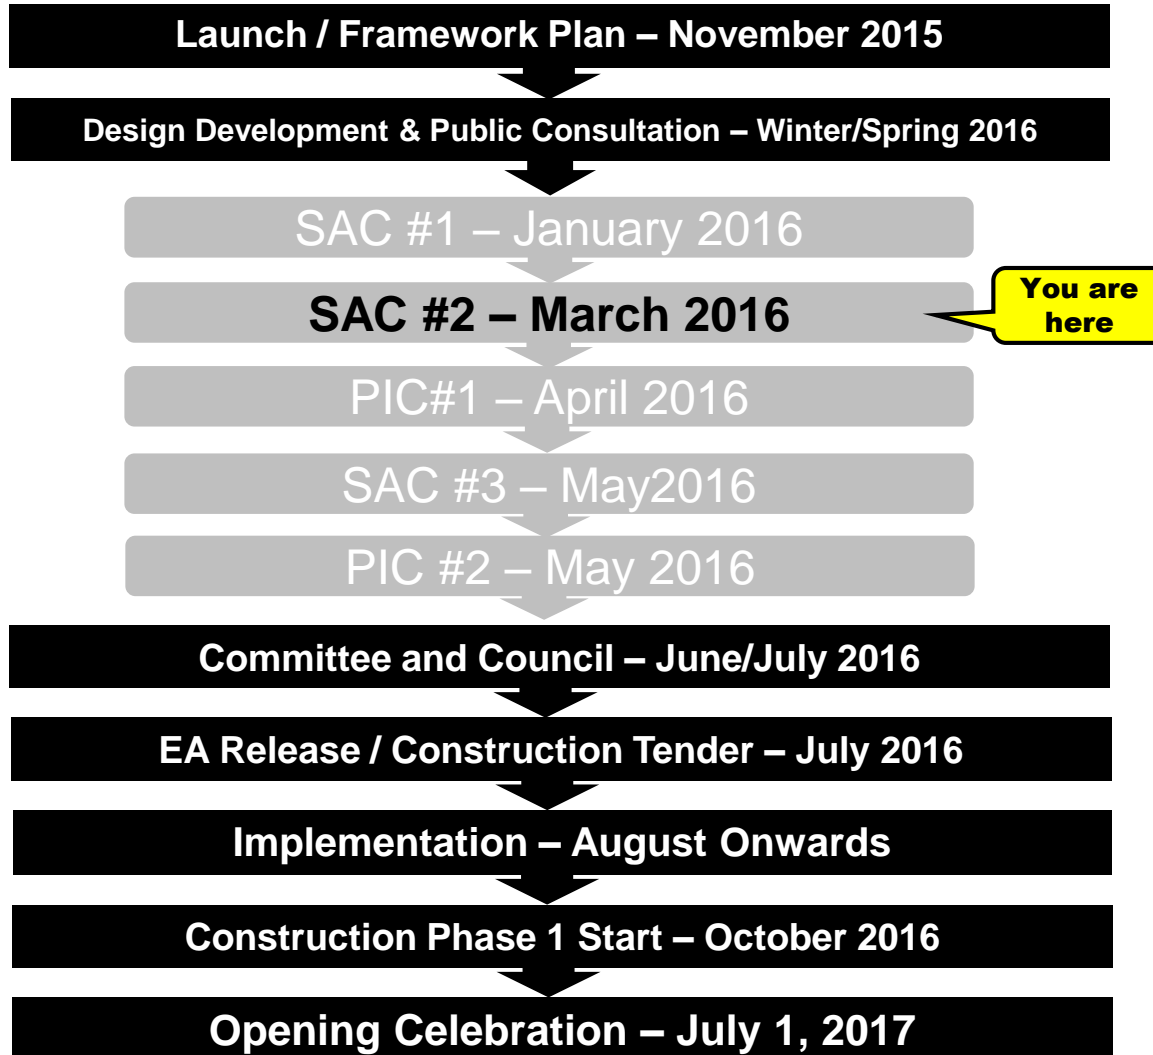 Launch / Framework Plan – November 2015
Design Development & Public Consultation – Winter/Spring 2016
SAC #1 – January 2016
SAC #2 – March 2016
You are
here
PIC#1 – April 2016
SAC #3 – May2016
PIC #2 – May 2016
Committee and Council – June/July 2016
EA Release / Construction Tender – July 2016
Implementation – August Onwards
Construction Phase 1 Start – October 2016
Opening Celebration – July 1, 2017